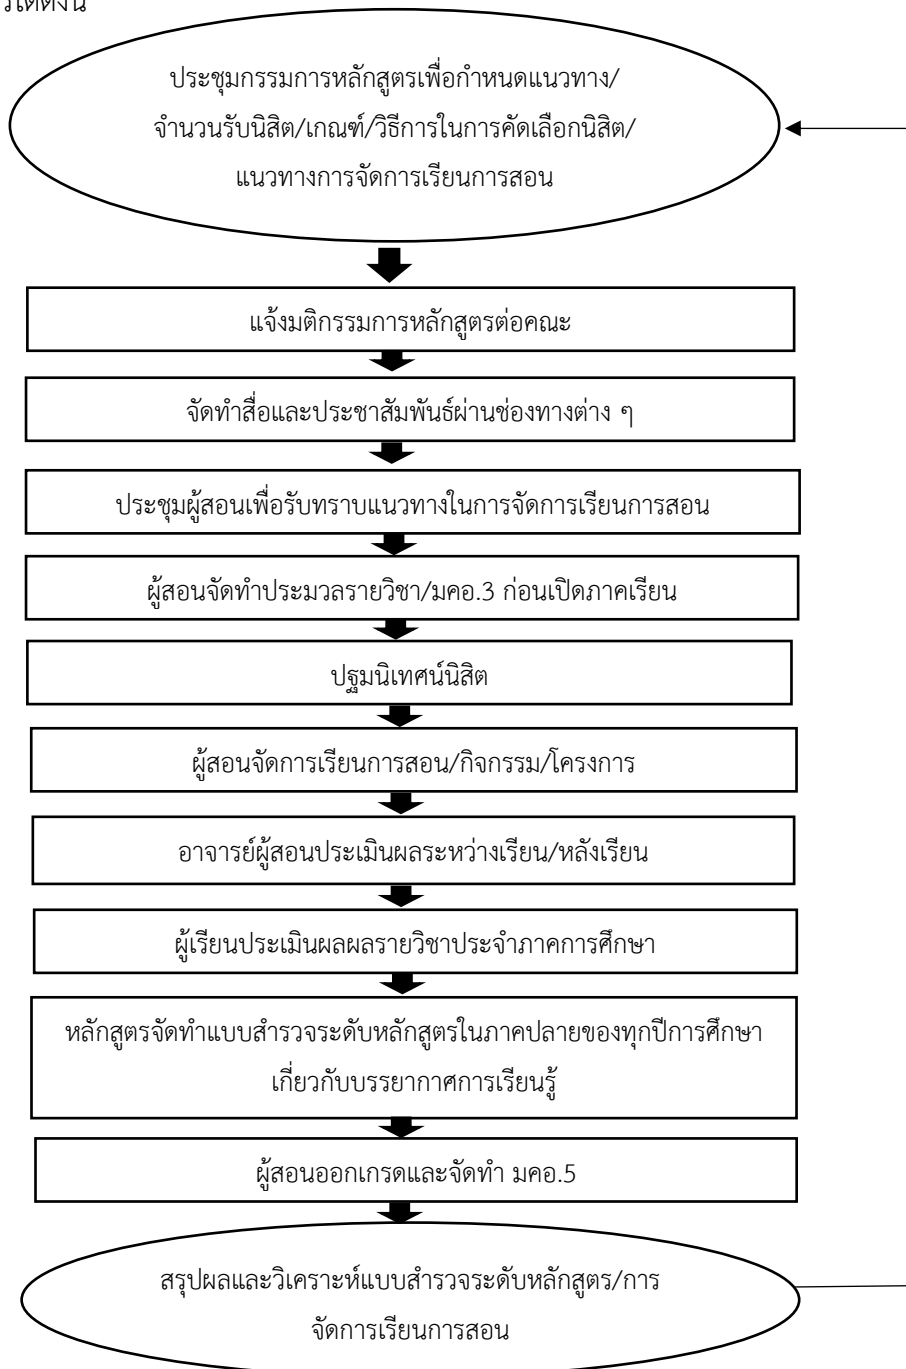 ประชุมกรรมการหลักสูตรเพื่อกำหนดแนวทาง/
จำนวนรับนิสิต/เกณฑ์/วิธีการในการคัดเลือกนิสิต/
แนวทางการจัดการเรียนการสอน
แจ้งมติกรรมการหลักสูตรต่อคณะ
จัดทำสื่อและประชาสัมพันธ์ผ่านช่องทางต่าง ๆ
ประชุมผู้สอนเพื่อรับทราบแนวทางในการจัดการเรียนการสอน
ผู้สอนจัดทำประมวลรายวิชา/มคอ.3 ก่อนเปิดภาคเรียน
ปฐมนิเทศน์นิสิต
ผู้สอนจัดการเรียนการสอน/กิจกรรม/โครงการ
อาจารย์ผู้สอนประเมินผลระหว่างเรียน/หลังเรียน
ผู้เรียนประเมินผลผลรายวิชาประจำภาคการศึกษา
หลักสูตรจัดทำแบบสำรวจระดับหลักสูตรในภาคปลายของทุกปีการศึกษา
เกี่ยวกับบรรยากาศการเรียนรู้
ผู้สอนออกเกรดและจัดทำ มคอ.5
สรุปผลและวิเคราะห์แบบสำรวจระดับหลักสูตร/การ
จัดการเรียนการสอน